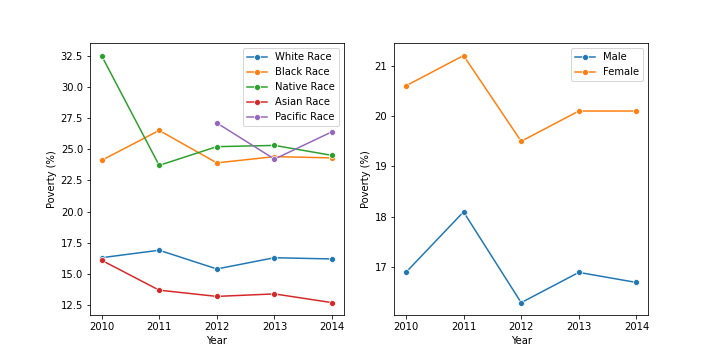 32.5
30.0
27.5
25.0
22.5
20.0
17.5
15.0
12.5
Poverty (%)
2010 2011 2012 2013 2014
Year
White Race
Black Race
Native Race
Asian Race
Pacific Race
21
20
19
18
17
Poverty (%)
2010 2011 2012 2013 2014
Year
Male
Female